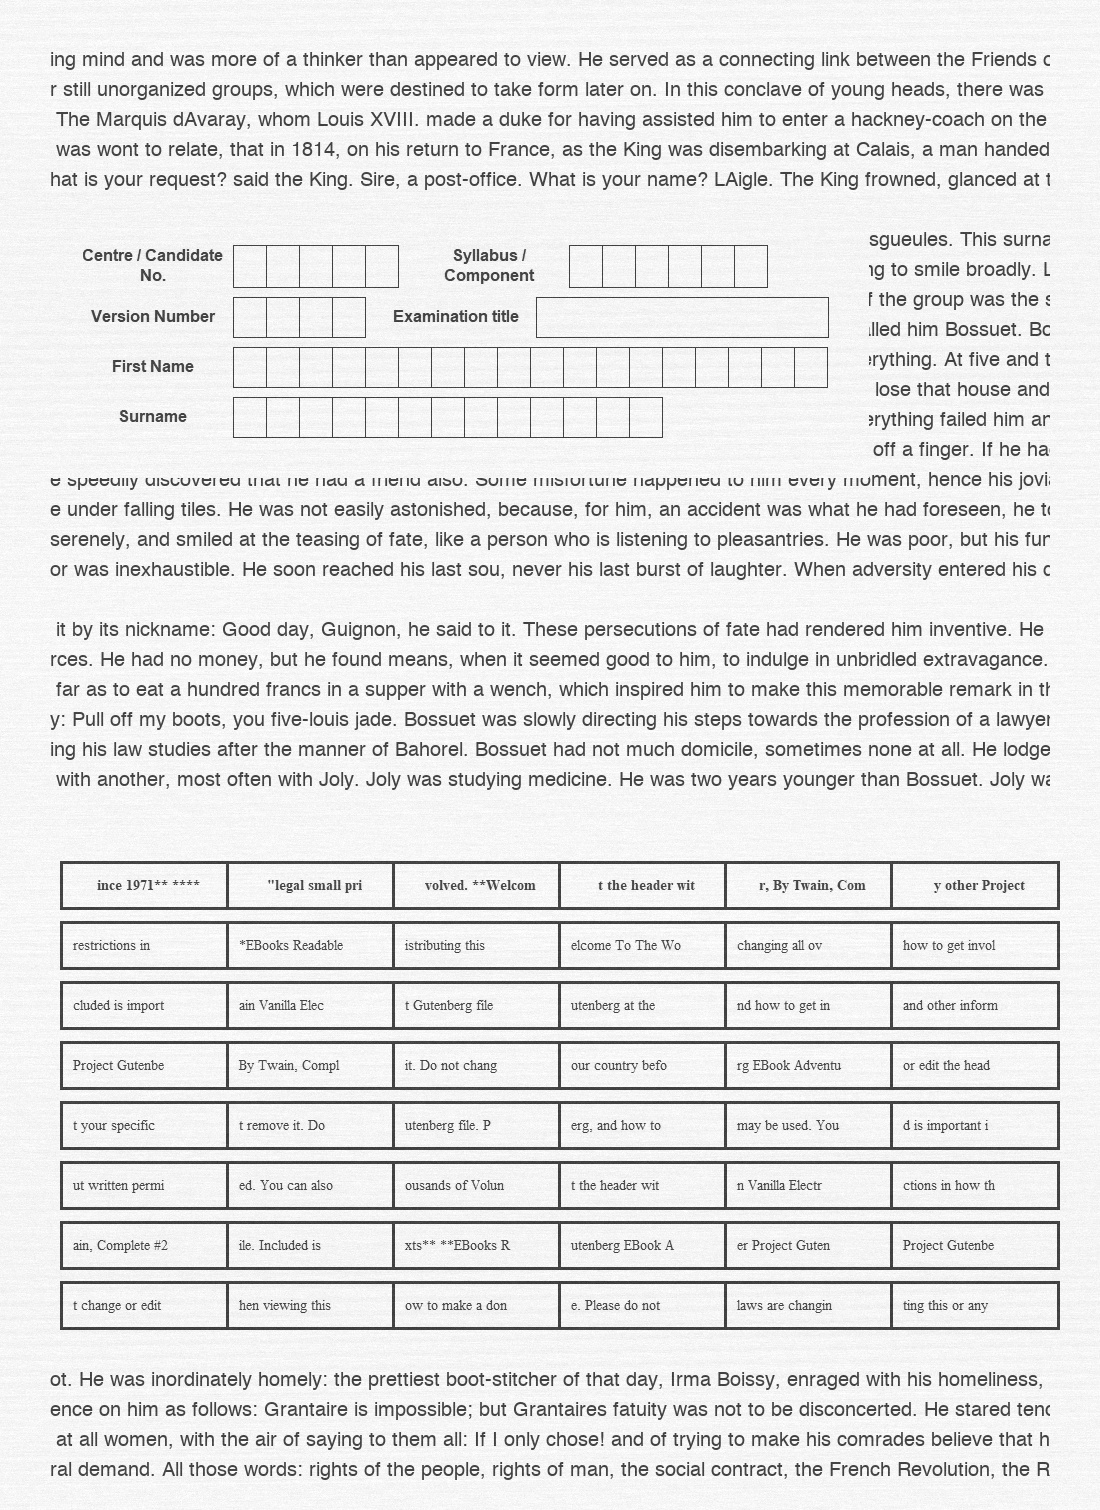 ing mind and was more of a thinker than appeared to view. He served as a connecting link between the Friends
r still unorganized groups, which were destined to take form later on. In this conclave of young heads, there was
The Marquis dAvaray, whom Louis XVIII. made a duke for having assisted him to enter a hackney-coach on the
was wont to relate, that in 1814, on his return to France, as the King was disembarking at Calais, a man handed
hat is your request? said the King. Sire, a post-office. What is your name? LAigle. The King frowned, glanced at
sgueules. This surna
Centre / Candidate No.
Syllabus / Component
ng to smile broadly. L
f the group was the s
Version Number
Examination title
lled him Bossuet. Bo
First Name
erything. At five and t
lose that house and
Surname
erything failed him an
off a finger. If he ha
e speedily discovered that he had a friend also. Some misfortune happened to him every moment, hence his jovi
e under falling tiles. He was not easily astonished, because, for him, an accident was what he had foreseen, he to
serenely, and smiled at the teasing of fate, like a person who is listening to pleasantries. He was poor, but his fun
or was inexhaustible. He soon reached his last sou, never his last burst of laughter. When adversity entered his
it by its nickname: Good day, Guignon, he said to it. These persecutions of fate had rendered him inventive. He
rces. He had no money, but he found means, when it seemed good to him, to indulge in unbridled extravagance.
far as to eat a hundred francs in a supper with a wench, which inspired him to make this memorable remark in th
y: Pull off my boots, you five-louis jade. Bossuet was slowly directing his steps towards the profession of a lawyer
ing his law studies after the manner of Bahorel. Bossuet had not much domicile, sometimes none at all. He lodge
with another, most often with Joly. Joly was studying medicine. He was two years younger than Bossuet. Joly wa
ince 1971** **** "legal small pri volved. **Welcom t the header wit r, By Twain, Com y other Project
restrictions in *EBooks Readable istributing this elcome To The Wo changing all ov how to get invol
cluded is import ain Vanilla Elec t Gutenberg file utenberg at the nd how to get in and other inform
Project Gutenbe By Twain, Compl it. Do not chang our country befo rg EBook Adventu or edit the head
t your specific t remove it. Do utenberg file. P erg, and how to may be used. You d is important i
ut written permi ed. You can also ousands of Volun t the header wit n Vanilla Electr ctions in how th
ain, Complete #2 ile. Included is xts** **EBooks R utenberg EBook A er Project Guten Project Gutenbe
t change or edit hen viewing this ow to make a don e. Please do not laws are changin ting this or any
ot. He was inordinately homely: the prettiest boot-stitcher of that day, Irma Boissy, enraged with his homeliness,
ence on him as follows: Grantaire is impossible; but Grantaires fatuity was not to be disconcerted. He stared tend
at all women, with the air of saying to them all: If I only chose! and of trying to make his comrades believe that h
ral demand. All those words: rights of the people, rights of man, the social contract, the French Revolution, the R